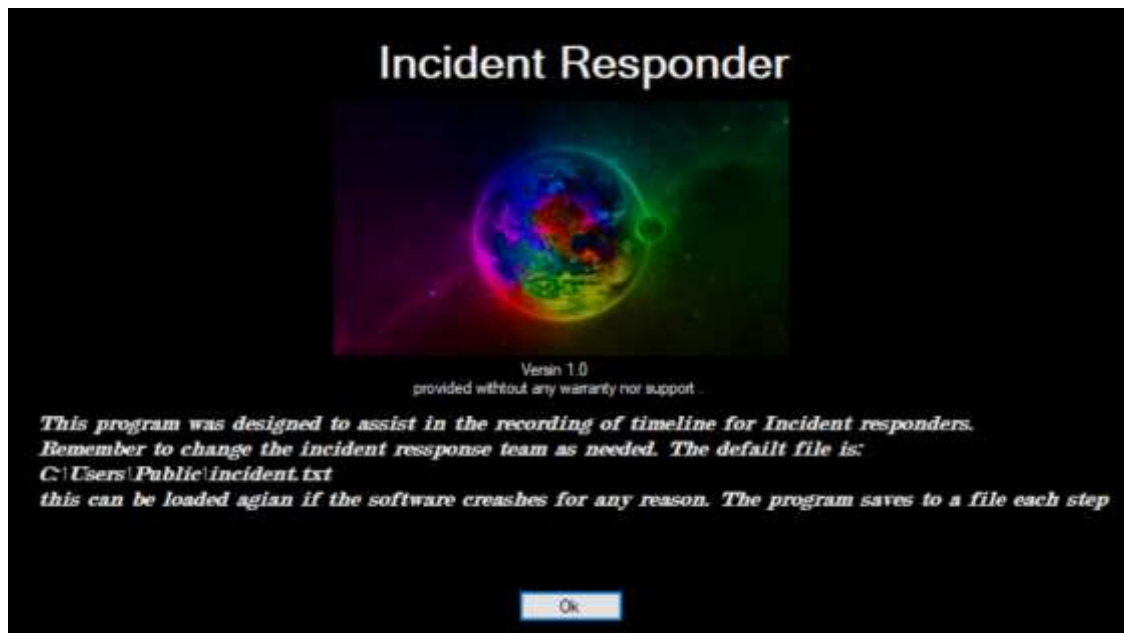 Incident Responder
Versin 1.0
provided withtout any warranty nor support .
This program was designed to assist in the recording of timeline for Incident responders.
Remember to change the incident ressponse team as needed. The defailt file is:
C:\Users\Public\incident.txt
this can be loaded agian if the software creashes for any reason. The program saves to a file each step
Ok